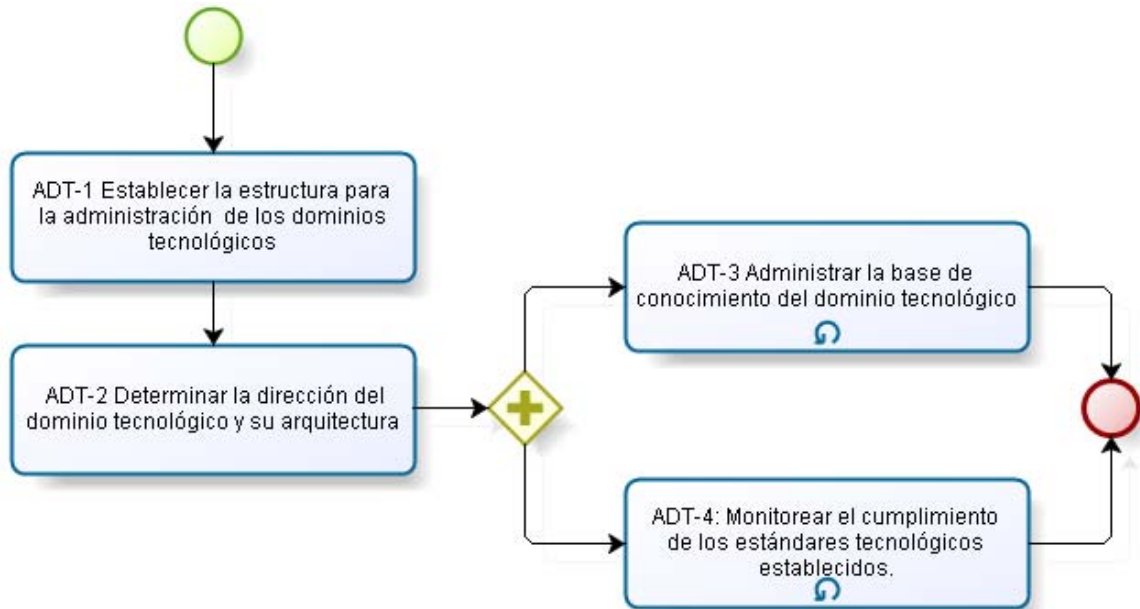 ADT-1 Establecer la estructura para
la administración de los dominios
tecnológicos
ADT-2 Determinar la dirección del
dominio tecnológico y su arquitectura
ADT-3 Administrar la base de
conocimiento del dominio tecnológico
ADT-4: Monitorear el cumplimiento
de los estándares tecnológicos
establecidos.